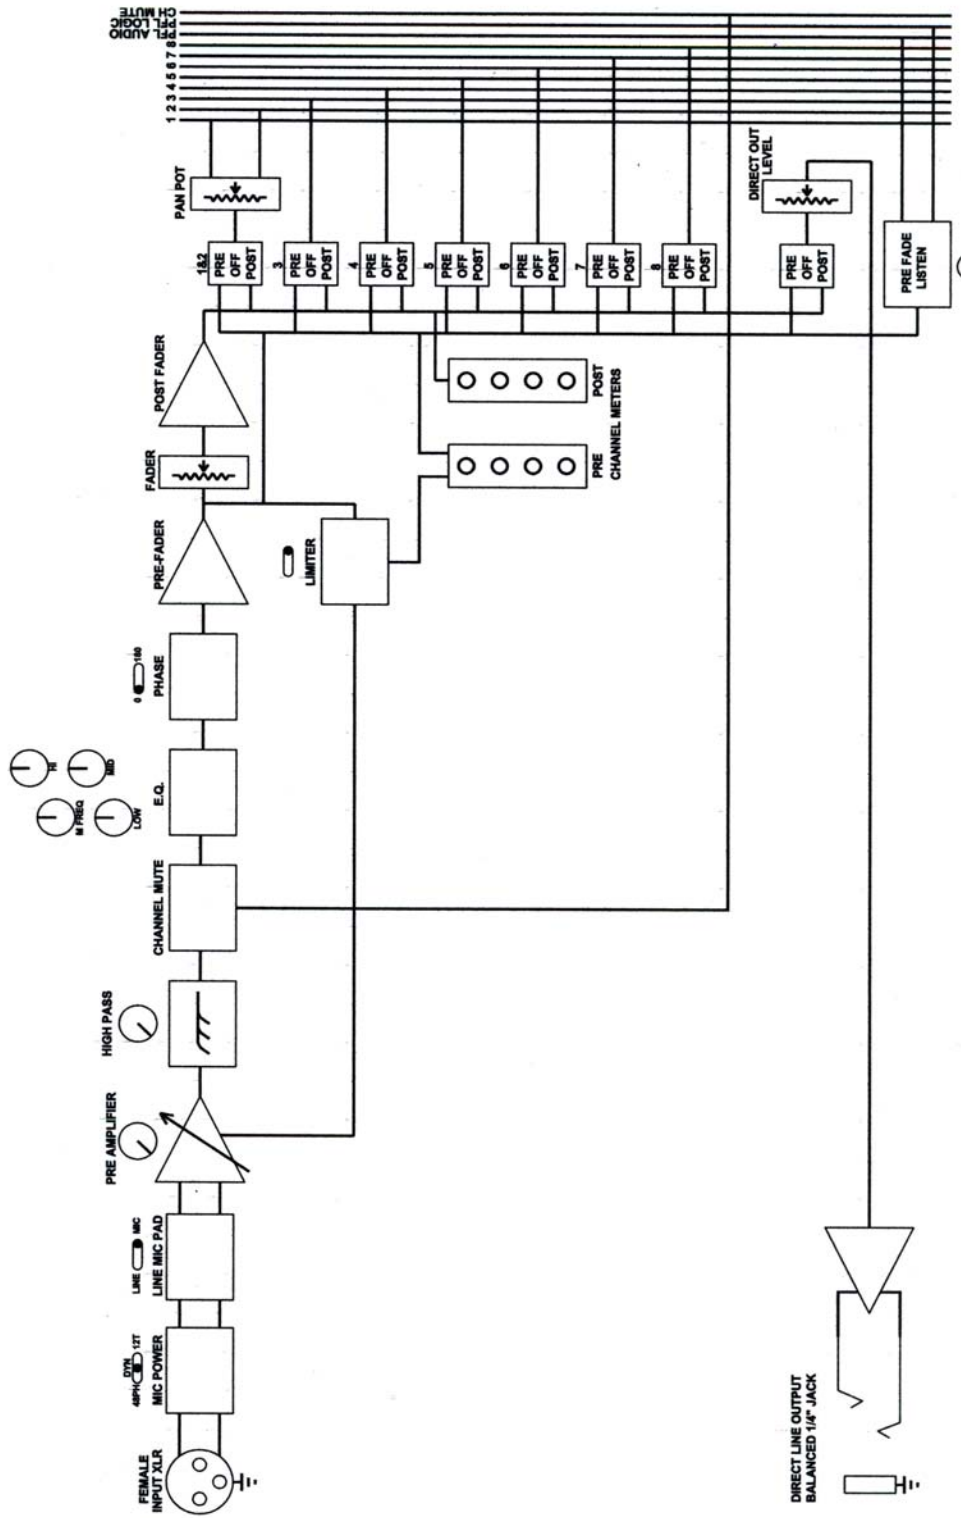 FEMALE
INPUT XLR
48PH DYN 12T
MIC POWER
LINE MIC
LINE MIC PAD
PRE AMPLIFIER
HIGH PASS
CHANNEL MUTE
M FREQ
HI
LOW
MID
E.Q.
0 180
PHASE
PRE-FADER
FADER
POST FADER
LIMITER
PRE
POST
CHANNEL METERS
PAN POT
1&2
PRE
OFF
POST
3
PRE
OFF
POST
4
PRE
OFF
POST
5
PRE
OFF
POST
6
PRE
OFF
POST
7
PRE
OFF
POST
8
PRE
OFF
POST
PRE
OFF
POST
DIRECT OUT
LEVEL
PRE FADE
LISTEN
CH MUTE
PFL LOGIC
PFL AUDIO
8
7
6
5
4
3
2
1
DIRECT LINE OUTPUT
BALANCED 1/4" JACK